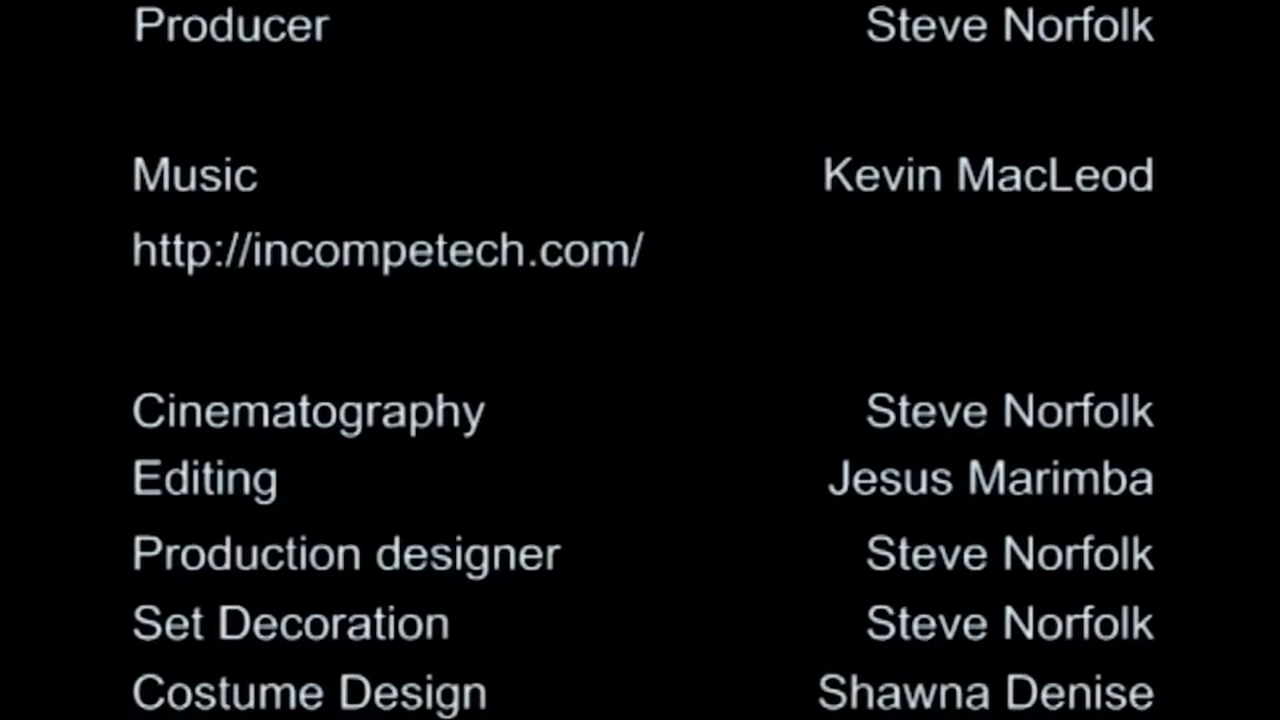 Producer Steve Norfolk
Music Kevin MacLeod
http://incompetech.com/
Cinematography Steve Norfolk
Editing Jesus Marimba
Production designer Steve Norfolk
Set Decoration Steve Norfolk
Costume Design Shawna Denise